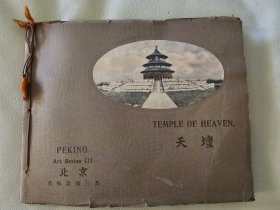 TEMPLE OF HEAVEN.
天壇
PEKING.
Art Series III.
北京